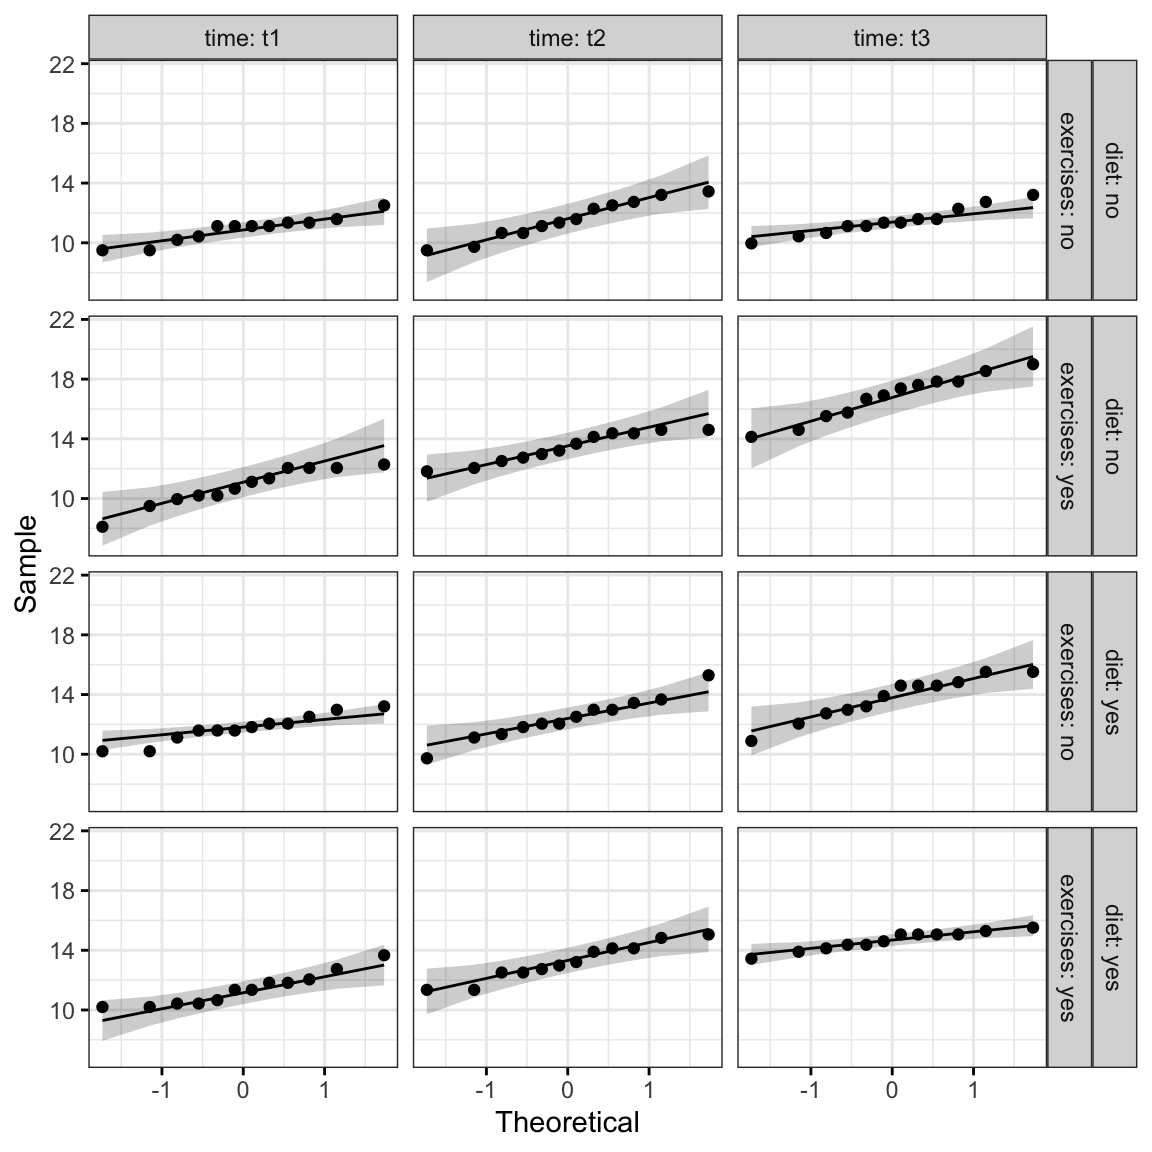 time: t1
time: t2
time: t3
22
18
14
10
exercises: no
diet: no
22
18
14
10
exercises: yes
diet: no
Sample
22
18
14
10
exercises: no
diet: yes
22
18
14
10
exercises: yes
diet: yes
-1 0 1
-1 0 1
-1 0 1
Theoretical